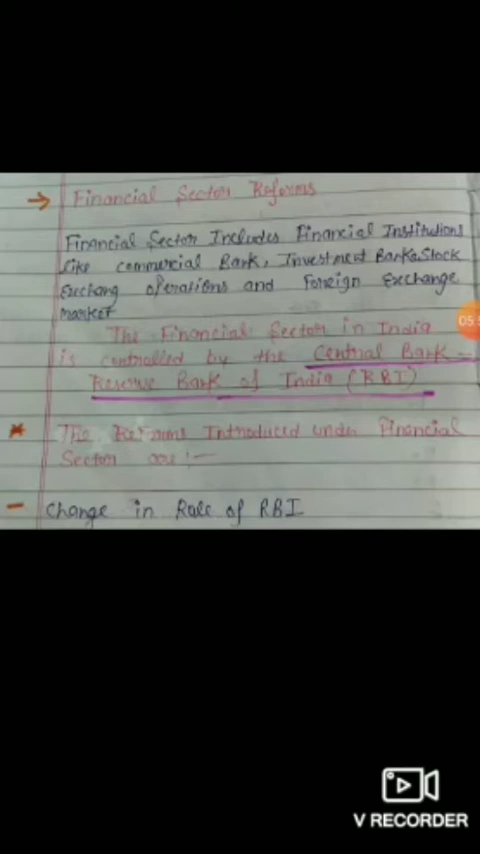 → Financial Sector Reforms
Financial Sector Includes Financial Institutions
like commercial Bank, Investment Banks, Stock
Exchang operations and Foreign Exchange
market
The Financial Sector in India
is controlled by the Central Bank -
Reserve Bank of India (RBI)
* The Reforms Introduced under Financial
Sector are :-
- Change in Role of RBI
V RECORDER